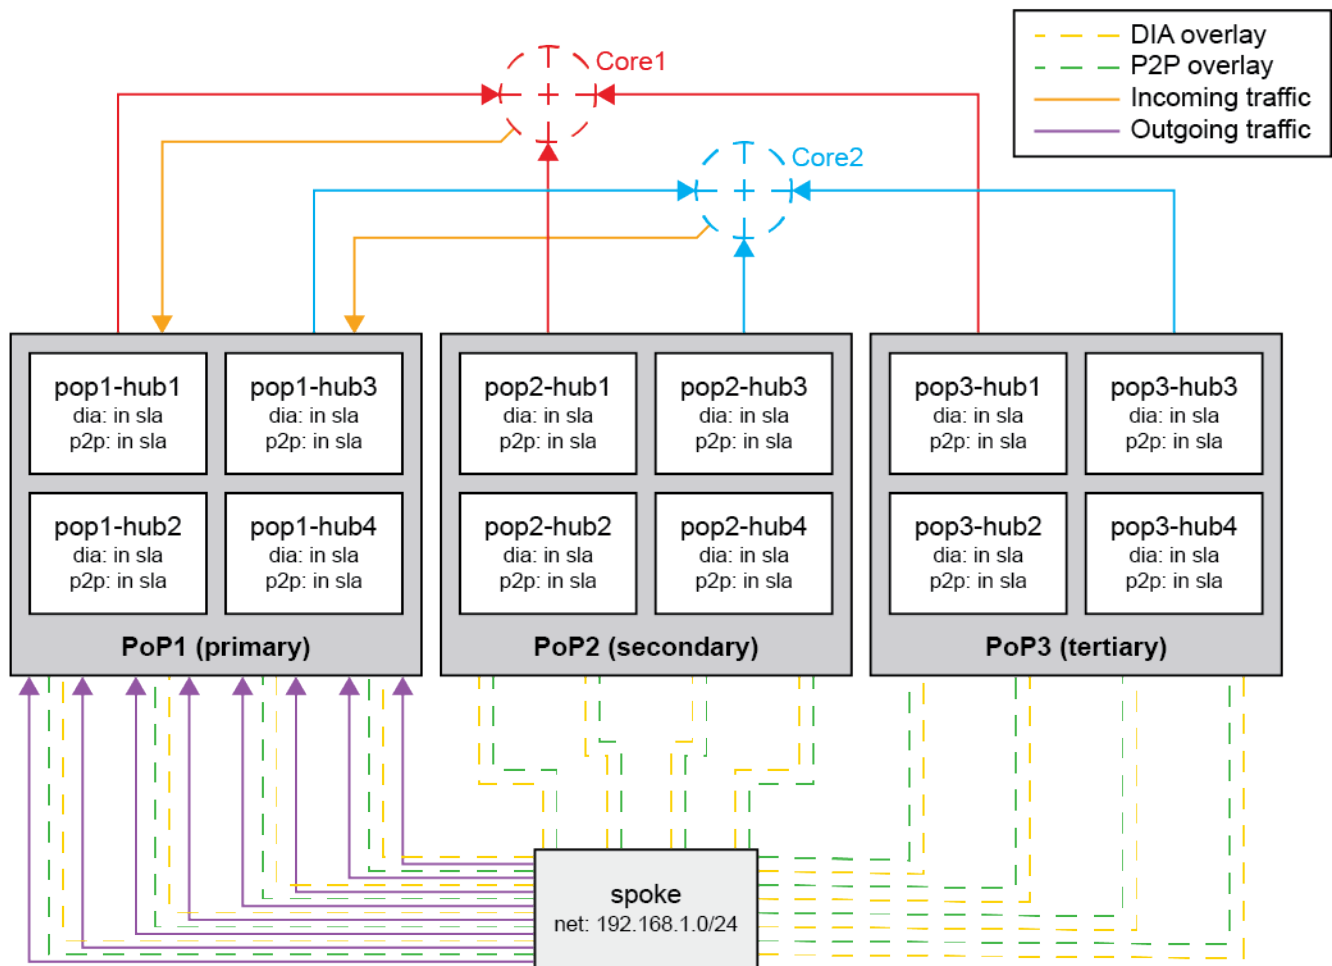 DIA overlay
P2P overlay
Incoming traffic
Outgoing traffic
Core1
Core2
pop1-hub1
dia: in sla
p2p: in sla
pop1-hub3
dia: in sla
p2p: in sla
pop1-hub2
dia: in sla
p2p: in sla
pop1-hub4
dia: in sla
p2p: in sla
PoP1 (primary)
pop2-hub1
dia: in sla
p2p: in sla
pop2-hub3
dia: in sla
p2p: in sla
pop2-hub2
dia: in sla
p2p: in sla
pop2-hub4
dia: in sla
p2p: in sla
PoP2 (secondary)
pop3-hub1
dia: in sla
p2p: in sla
pop3-hub3
dia: in sla
p2p: in sla
pop3-hub2
dia: in sla
p2p: in sla
pop3-hub4
dia: in sla
p2p: in sla
PoP3 (tertiary)
spoke
net: 192.168.1.0/24